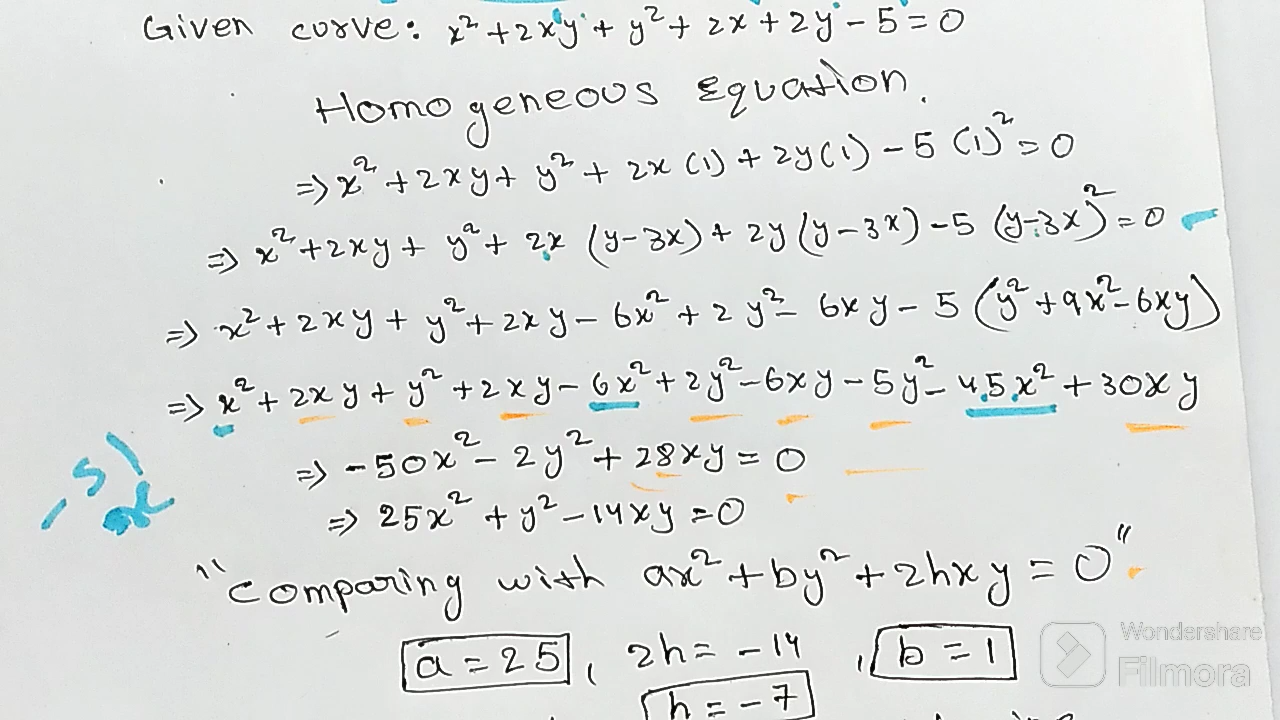 Given curve: x² + 2xy + y² + 2x + 2y - 5 = 0
Homogeneous Equation.
=> x² + 2xy + y² + 2x (1) + 2y (1) - 5 (1)² = 0
=> x² + 2xy + y² + 2x (y-3x) + 2y (y-3x) - 5 (y-3x)² = 0
=> x² + 2xy + y² + 2xy - 6x² + 2y² - 6xy - 5 (y² + 9x² - 6xy)
=> x² + 2xy + y² + 2xy - 6x² + 2y² - 6xy - 5y² - 45x² + 30xy
=> -50x² - 2y² + 28xy = 0
=> 25x² + y² - 14xy = 0
"Comparing with ax² + by² + 2hxy = 0"
a = 25, 2h = -14, b = 1
h = -7
Wondershare
Filmora